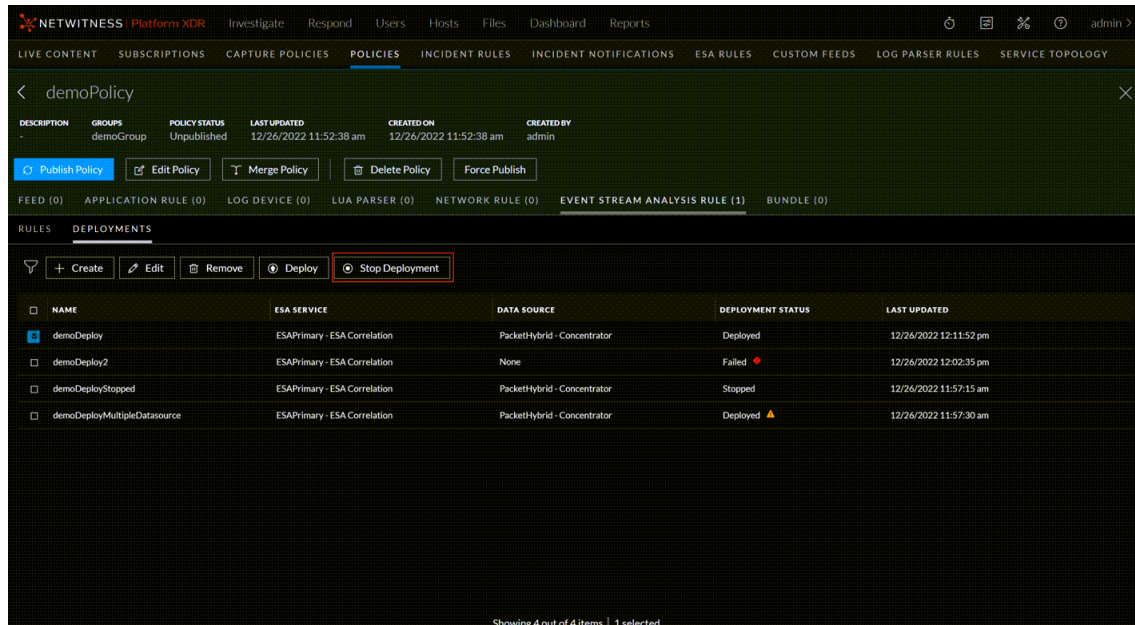 NETWITNESS Platform XDR Investigate Respond Users Hosts Files Dashboard Reports admin >
LIVE CONTENT SUBSCRIPTIONS CAPTURE POLICIES POLICIES INCIDENT RULES INCIDENT NOTIFICATIONS ESA RULES CUSTOM FEEDS LOG PARSER RULES SERVICE TOPOLOGY
demoPolicy
DESCRIPTION GROUPS POLICY STATUS LAST UPDATED CREATED ON CREATED BY
- demoGroup Unpublished 12/26/2022 11:52:38 am 12/26/2022 11:52:38 am admin
Publish Policy Edit Policy Merge Policy Delete Policy Force Publish
FEED (0) APPLICATION RULE (0) LOG DEVICE (0) LUA PARSER (0) NETWORK RULE (0) EVENT STREAM ANALYSIS RULE (1) BUNDLE (0)
RULES DEPLOYMENTS
+ Create Edit Remove Deploy Stop Deployment
NAME ESA SERVICE DATA SOURCE DEPLOYMENT STATUS LAST UPDATED
demoDeploy ESAPrimary - ESA Correlation PacketHybrid - Concentrator Deployed 12/26/2022 12:11:52 pm
demoDeploy2 ESAPrimary - ESA Correlation None Failed 12/26/2022 12:02:35 pm
demoDeployStopped ESAPrimary - ESA Correlation PacketHybrid - Concentrator Stopped 12/26/2022 11:57:15 am
demoDeployMultipleDatasource ESAPrimary - ESA Correlation PacketHybrid - Concentrator Deployed 12/26/2022 11:57:30 am
Showing 4 out of 4 items | 1 selected